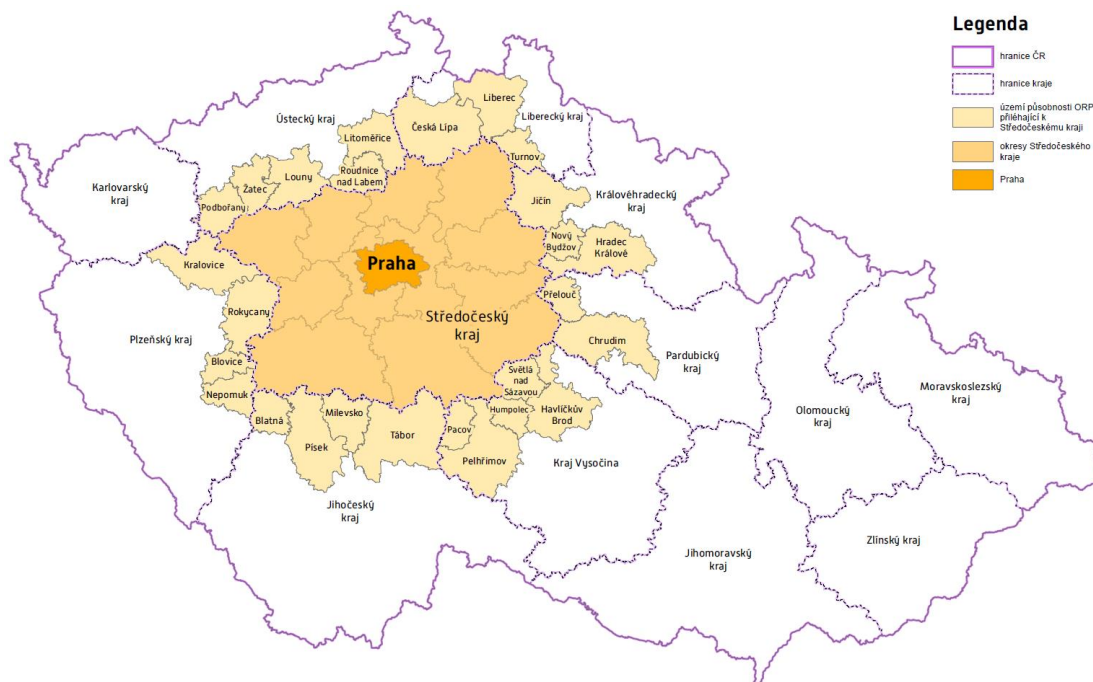 Legenda
hranice ČR
hranice kraje
území působnosti ORP
přiléhající k
Středočeskému kraji
okresy Středočeského
kraje
Praha
Liberec
Ústecký kraj
Česká Lípa
Liberecký kraj
Litoměřice
Turnov
Roudnice
nad Labem
Louny
Žatec
Karlovarský
kraj
Podbořany
Jičín
Královéhradecký
kraj
Nový
Bydžov
Hradec
Králové
Kralovice
Praha
Přelouč
Rokycany
Středočeský
kraj
Plzeňský kraj
Chrudim
Pardubický
kraj
Blovice
Nepomuk
Světlá
nad
Sázavou
Moravskoslezský
kraj
Olomoucký
kraj
Blatná
Milevsko
Humpolec
Havlíčkův
Brod
Písek
Tábor
Pacov
Pelhřimov
Kraj Vysočina
Jihočeský
kraj
Zlínský kraj
Jihomoravský
kraj